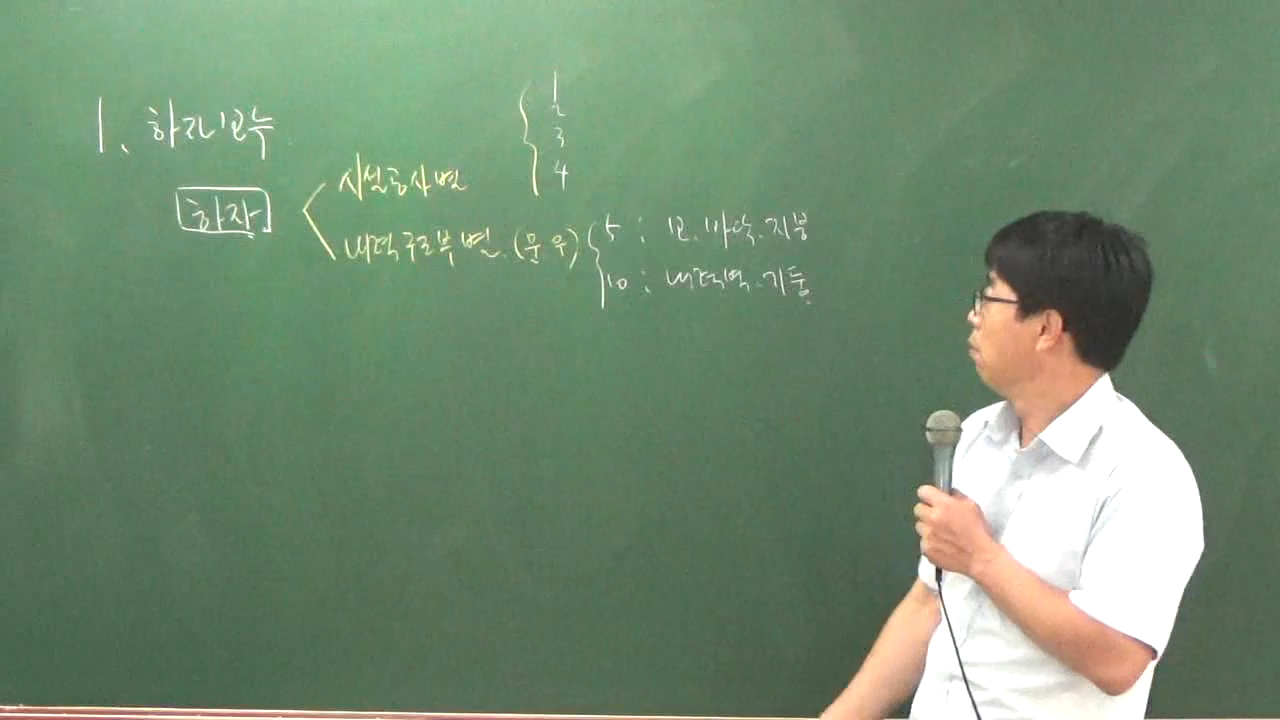 1. 하자보수
하자
시설공사별
1
2
3
4
내력구조부별. (문.우)
5 : 보.바닥.지붕
10 : 내력벽.기둥